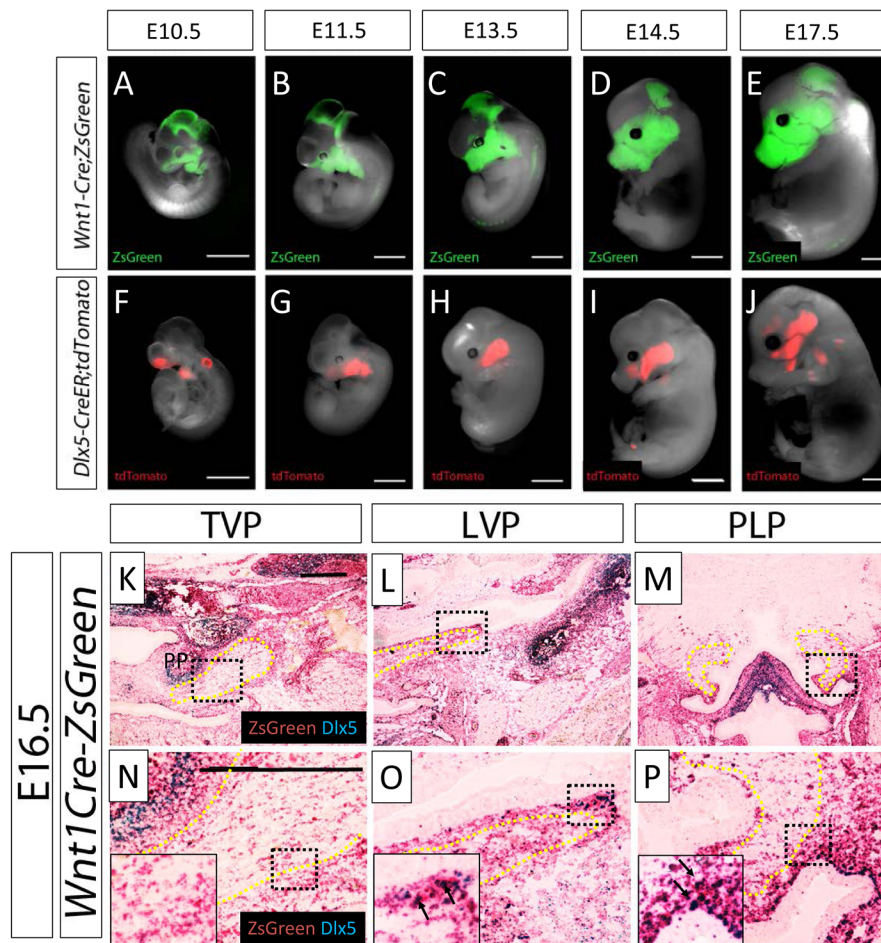 E10.5 E11.5 E13.5 E14.5 E17.5
Wnt1-Cre;ZsGreen
A B C D E
ZsGreen ZsGreen ZsGreen ZsGreen ZsGreen
Dlx5-CreER;tdTomato
F G H I J
tdTomato tdTomato tdTomato tdTomato tdTomato
TVP LVP PLP
E16.5
Wnt1Cre-ZsGreen
K L M
PP
ZsGreen Dlx5
N O P
ZsGreen Dlx5